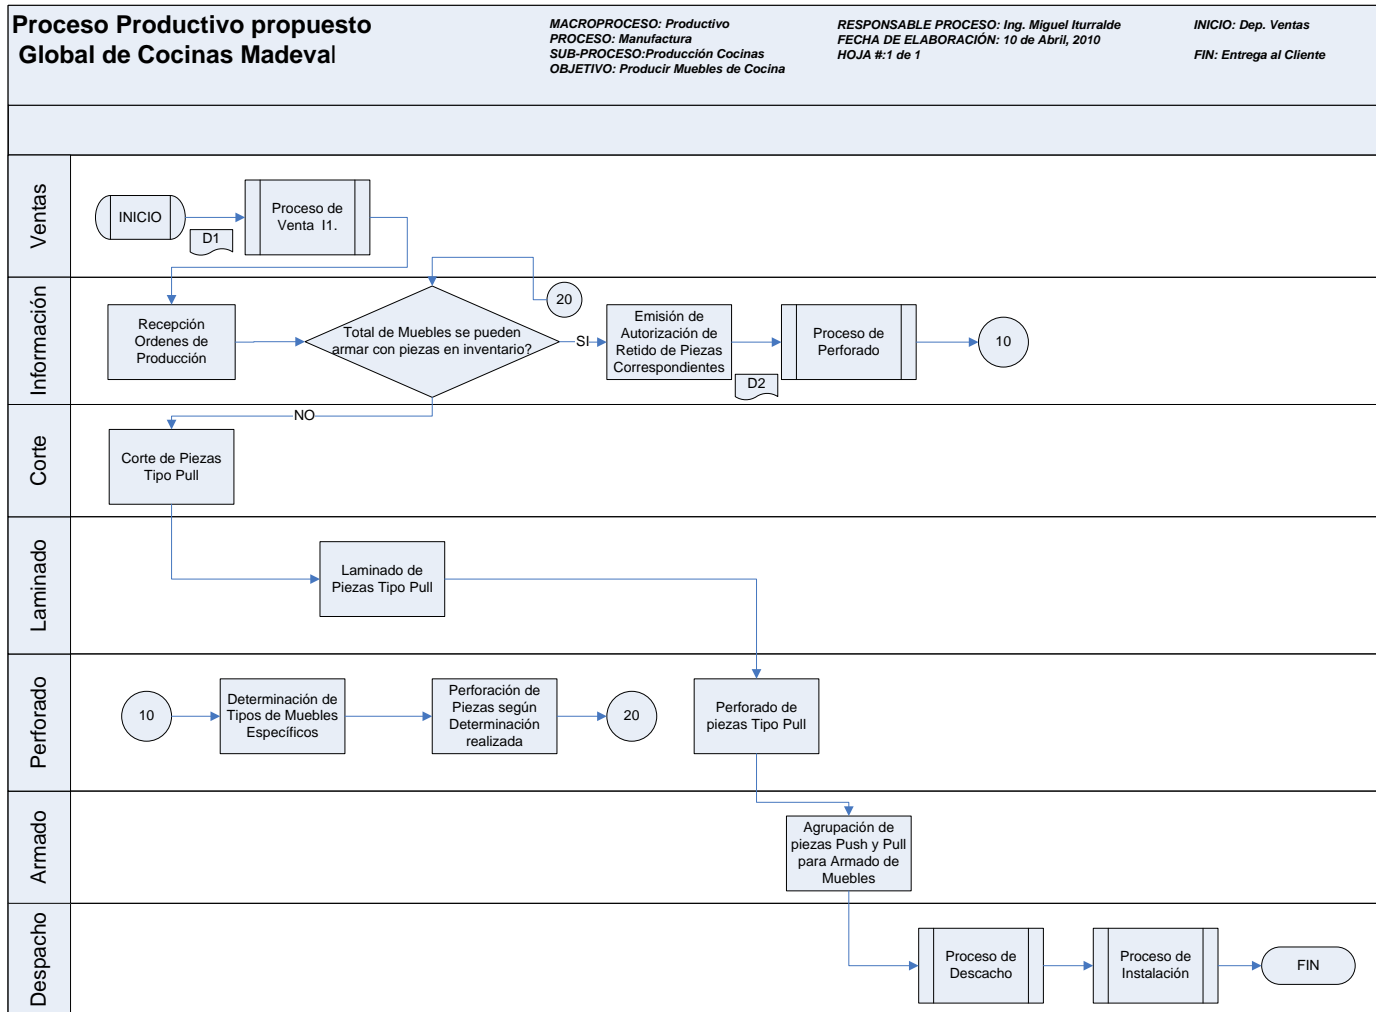 Proceso Productivo propuesto
Global de Cocinas Madeval
MACROPROCESO: Productivo
PROCESO: Manufactura
SUB-PROCESO:Producción Cocinas
OBJETIVO: Producir Muebles de Cocina
RESPONSABLE PROCESO: Ing. Miguel Iturralde
FECHA DE ELABORACIÓN: 10 de Abril, 2010
HOJA #:1 de 1
INICIO: Dep. Ventas
FIN: Entrega al Cliente
Ventas
INICIO
D1
Proceso de
Venta I1.
Información
Recepción
Ordenes de
Producción
Total de Muebles se pueden
armar con piezas en inventario?
20
SI
Emisión de
Autorización de
Retido de Piezas
Correspondientes
D2
Proceso de
Perforado
10
NO
Corte
Corte de Piezas
Tipo Pull
Laminado
Laminado de
Piezas Tipo Pull
Perforado
10
Determinación de
Tipos de Muebles
Específicos
Perforación de
Piezas según
Determinación
realizada
20
Perforado de
piezas Tipo Pull
Armado
Agrupación de
piezas Push y Pull
para Armado de
Muebles
Despacho
Proceso de
Descacho
Proceso de
Instalación
FIN